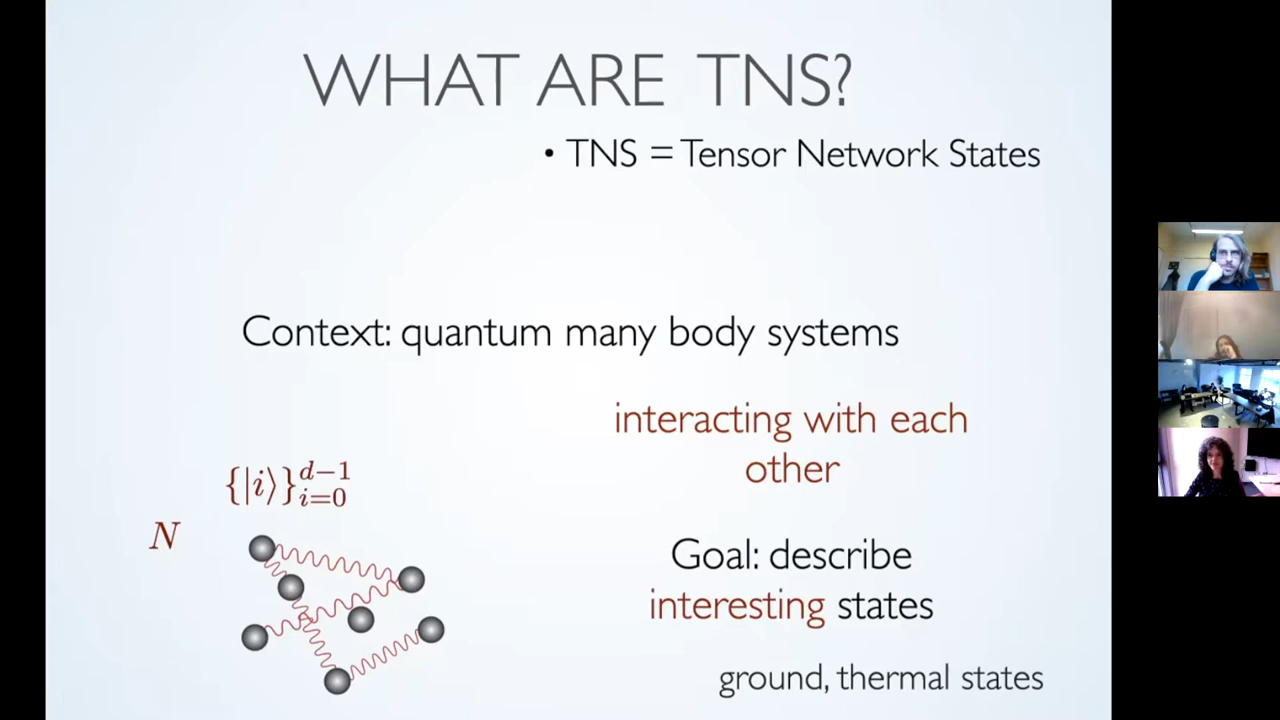 WHAT ARE TNS?
• TNS = Tensor Network States
Context: quantum many body systems
interacting with each
other
{|i⟩}_{i=0}^{d−1}
N
Goal: describe
interesting states
ground, thermal states